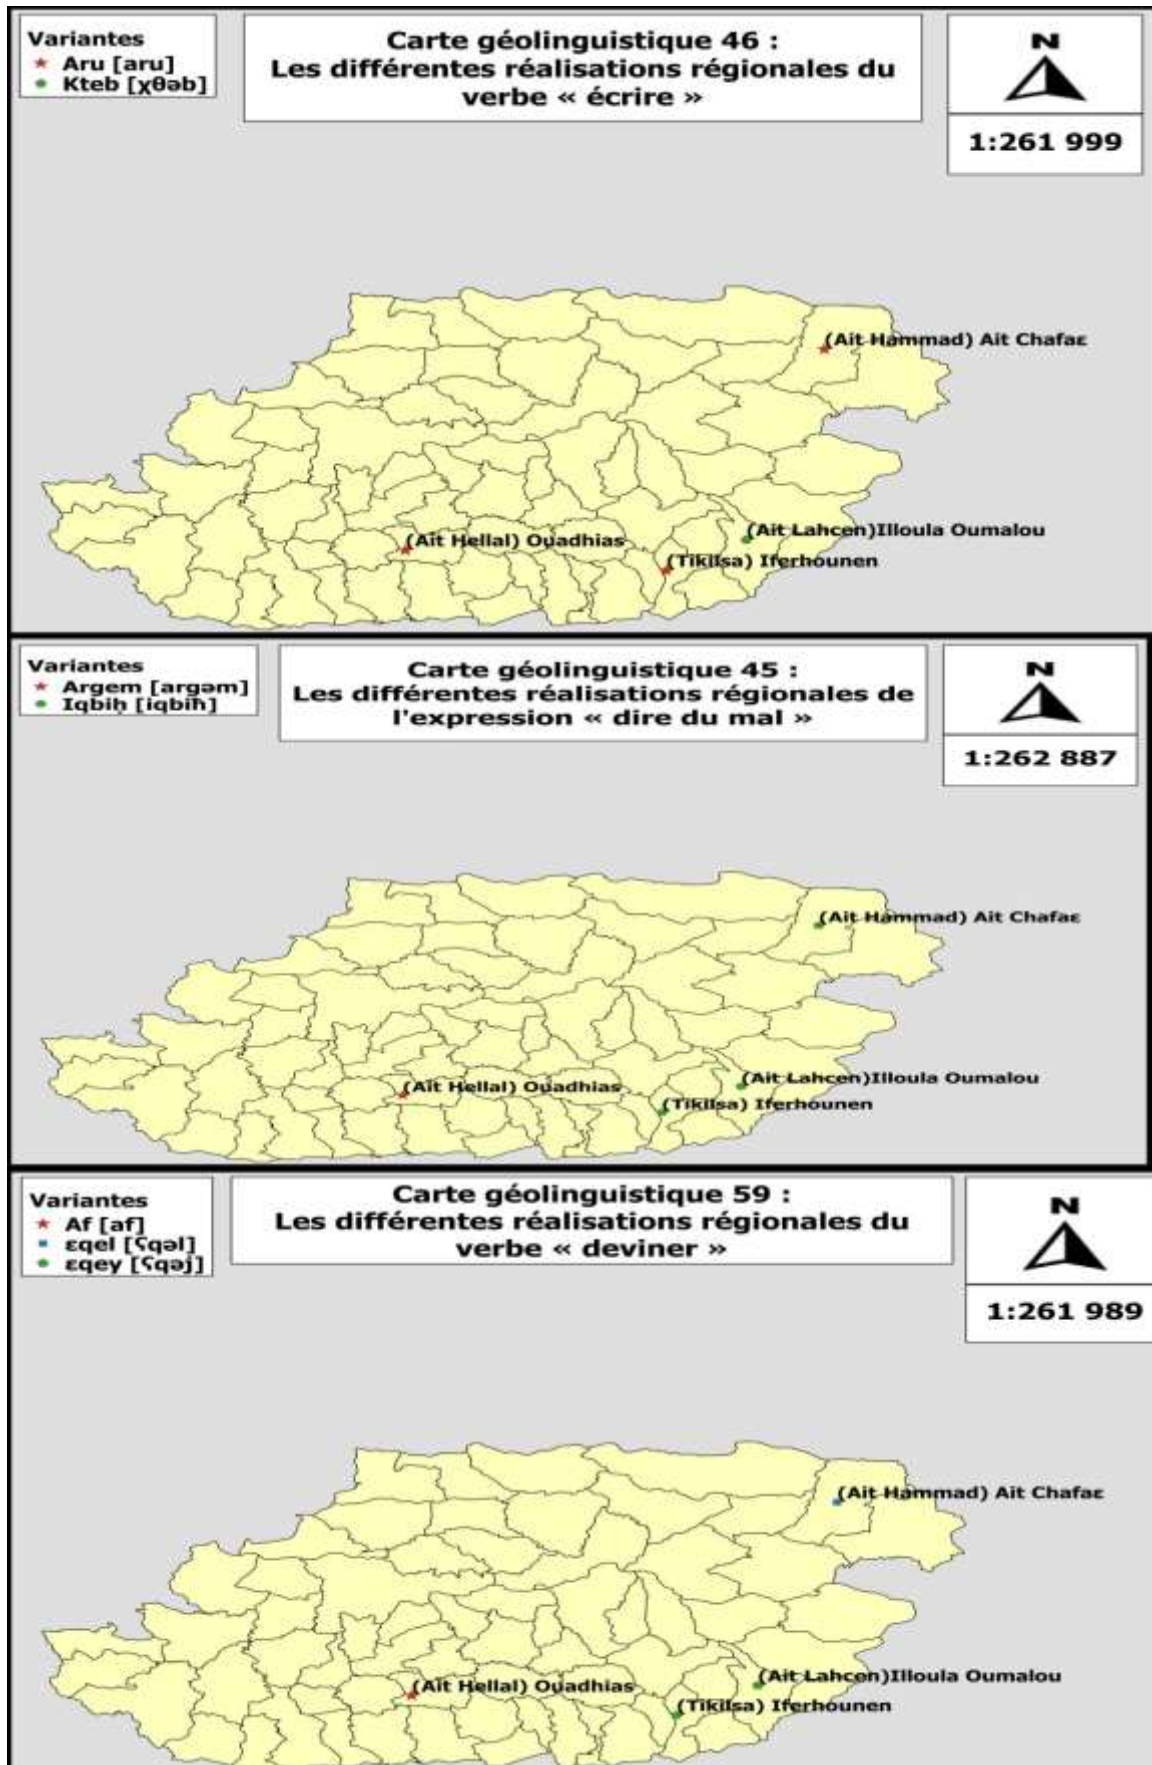 Variantes
Aru [aru]
Kteb [χθəb]
Carte géolinguistique 46 :
Les différentes réalisations régionales du
verbe « écrire »
N
1:261 999
(Ait Hammad) Ait Chafaɛ
(Ait Lahcen)Illoula Oumalou
(Ait Hellal) Ouadhias
(Tikilsa) Iferhounen
Variantes
Argem [argəm]
Iqbiḥ [iqbiħ]
Carte géolinguistique 45 :
Les différentes réalisations régionales de
l'expression « dire du mal »
N
1:262 887
(Ait Hammad) Ait Chafaɛ
(Ait Lahcen)Illoula Oumalou
(Ait Hellal) Ouadhias
(Tikilsa) Iferhounen
Variantes
Af [af]
ɛqel [ʕqəl]
ɛqey [ʕqəj]
Carte géolinguistique 59 :
Les différentes réalisations régionales du
verbe « deviner »
N
1:261 989
(Ait Hammad) Ait Chafaɛ
(Ait Lahcen)Illoula Oumalou
(Ait Hellal) Ouadhias
(Tikilsa) Iferhounen